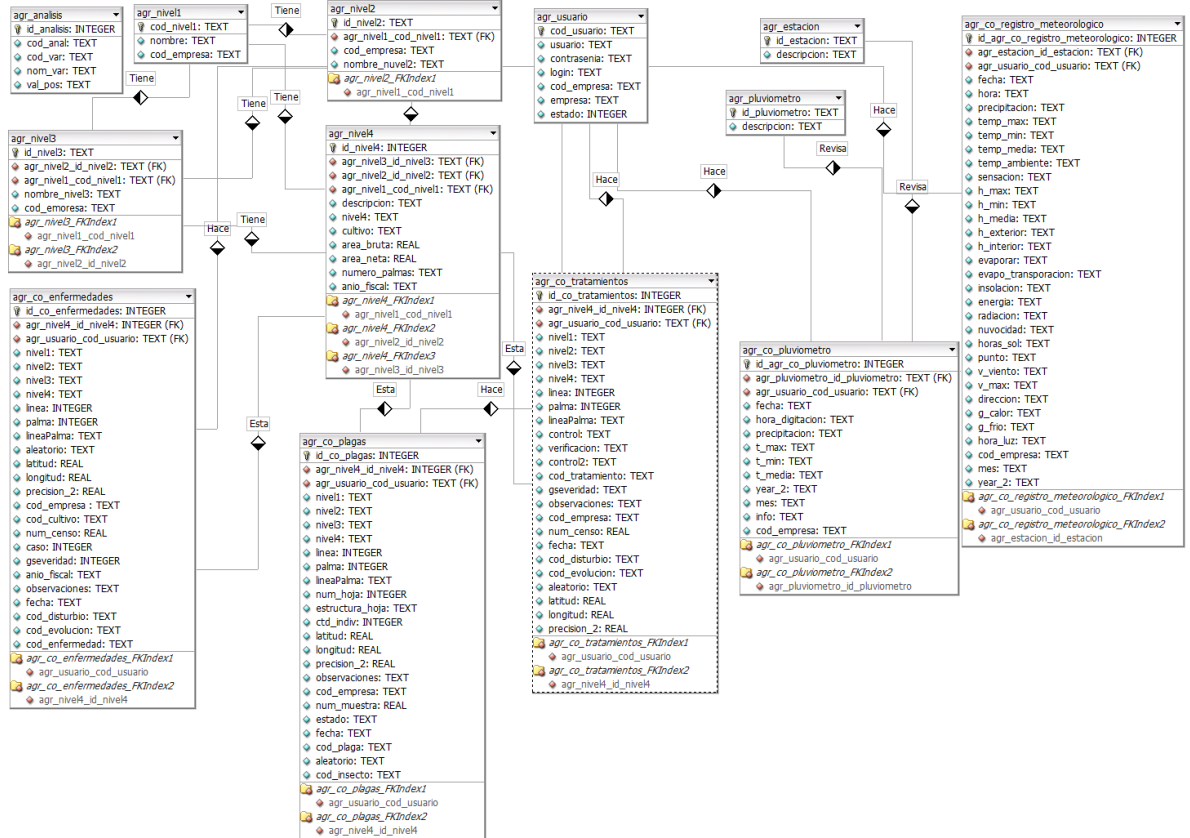 agr_analisis
id_analisis: INTEGER
cod_anal: TEXT
cod_var: TEXT
nom_var: TEXT
val_pos: TEXT
agr_nivel1
cod_nivel1: TEXT
nombre: TEXT
cod_empresa: TEXT
Tiene
agr_nivel2
id_nivel2: TEXT
agr_nivel1_cod_nivel1: TEXT (FK)
cod_empresa: TEXT
nombre_nuvel2: TEXT
agr_nivel2_FKIndex1
agr_nivel1_cod_nivel1
agr_usuario
cod_usuario: TEXT
usuario: TEXT
contrasenia: TEXT
login: TEXT
cod_empresa: TEXT
empresa: TEXT
estado: INTEGER
agr_estacion
id_estacion: TEXT
descripcion: TEXT
agr_pluviometro
id_pluviometro: TEXT
descripcion: TEXT
agr_co_registro_meteorologico
id_agr_co_registro_meteorologico: INTEGER
agr_estacion_id_estacion: TEXT (FK)
agr_usuario_cod_usuario: TEXT (FK)
fecha: TEXT
hora: TEXT
precipitacion: TEXT
temp_max: TEXT
temp_min: TEXT
temp_media: TEXT
temp_ambiente: TEXT
sensacion: TEXT
h_max: TEXT
h_min: TEXT
h_media: TEXT
h_exterior: TEXT
h_interior: TEXT
evaporar: TEXT
evapo_transporacion: TEXT
insolacion: TEXT
energia: TEXT
radiacion: TEXT
nuvocidad: TEXT
horas_sol: TEXT
punto: TEXT
v_viento: TEXT
v_max: TEXT
direccion: TEXT
g_calor: TEXT
g_frio: TEXT
hora_luz: TEXT
cod_empresa: TEXT
mes: TEXT
year_2: TEXT
agr_co_registro_meteorologico_FKIndex1
agr_usuario_cod_usuario
agr_co_registro_meteorologico_FKIndex2
agr_estacion_id_estacion
Tiene
Tiene
Tiene
Hace
Revisa
Hace
Hace
Revisa
agr_nivel3
id_nivel3: TEXT
agr_nivel2_id_nivel2: TEXT (FK)
agr_nivel1_cod_nivel1: TEXT (FK)
nombre_nivel3: TEXT
cod_emoresa: TEXT
agr_nivel3_FKIndex1
agr_nivel1_cod_nivel1
agr_nivel3_FKIndex2
agr_nivel2_id_nivel2
Hace
Tiene
agr_nivel4
id_nivel4: INTEGER
agr_nivel3_id_nivel3: TEXT (FK)
agr_nivel2_id_nivel2: TEXT (FK)
agr_nivel1_cod_nivel1: TEXT (FK)
descripcion: TEXT
nivel4: TEXT
cultivo: TEXT
area_bruta: REAL
area_neta: REAL
numero_palmas: TEXT
anio_fiscal: TEXT
agr_nivel4_FKIndex1
agr_nivel1_cod_nivel1
agr_nivel4_FKIndex2
agr_nivel2_id_nivel2
agr_nivel4_FKIndex3
agr_nivel3_id_nivel3
agr_co_enfermedades
id_co_enfermedades: INTEGER
agr_nivel4_id_nivel4: INTEGER (FK)
agr_usuario_cod_usuario: TEXT (FK)
nivel1: TEXT
nivel2: TEXT
nivel3: TEXT
nivel4: TEXT
linea: INTEGER
palma: INTEGER
lineaPalma: TEXT
aleatorio: TEXT
latitud: REAL
longitud: REAL
precision_2: REAL
cod_empresa : TEXT
cod_cultivo: TEXT
num_censo: REAL
caso: INTEGER
gseveridad: INTEGER
anio_fiscal: TEXT
observaciones: TEXT
fecha: TEXT
cod_disturbio: TEXT
cod_evolucion: TEXT
cod_enfermedad: TEXT
agr_co_enfermedades_FKIndex1
agr_usuario_cod_usuario
agr_co_enfermedades_FKIndex2
agr_nivel4_id_nivel4
Esta
Esta
Hace
Esta
agr_co_plagas
id_co_plagas: INTEGER
agr_nivel4_id_nivel4: INTEGER (FK)
agr_usuario_cod_usuario: TEXT (FK)
nivel1: TEXT
nivel2: TEXT
nivel3: TEXT
nivel4: TEXT
linea: INTEGER
palma: INTEGER
lineaPalma: TEXT
num_hoja: INTEGER
estructura_hoja: TEXT
ctd_indiv: INTEGER
latitud: REAL
longitud: REAL
precision_2: REAL
observaciones: TEXT
cod_empresa: TEXT
num_muestra: REAL
estado: TEXT
fecha: TEXT
cod_plaga: TEXT
aleatorio: TEXT
cod_insecto: TEXT
agr_co_plagas_FKIndex1
agr_usuario_cod_usuario
agr_co_plagas_FKIndex2
agr_nivel4_id_nivel4
agr_co_tratamientos
id_co_tratamientos: INTEGER
agr_nivel4_id_nivel4: INTEGER (FK)
agr_usuario_cod_usuario: TEXT (FK)
nivel1: TEXT
nivel2: TEXT
nivel3: TEXT
nivel4: TEXT
linea: INTEGER
palma: INTEGER
lineaPalma: TEXT
control: TEXT
verificacion: TEXT
control2: TEXT
cod_tratamiento: TEXT
gseveridad: TEXT
observaciones: TEXT
cod_empresa: TEXT
num_censo: REAL
fecha: TEXT
cod_disturbio: TEXT
cod_evolucion: TEXT
aleatorio: TEXT
latitud: REAL
longitud: REAL
precision_2: REAL
agr_co_tratamientos_FKIndex1
agr_usuario_cod_usuario
agr_co_tratamientos_FKIndex2
agr_nivel4_id_nivel4
agr_co_pluviometro
id_agr_co_pluviometro: INTEGER
agr_pluviometro_id_pluviometro: TEXT (FK)
agr_usuario_cod_usuario: TEXT (FK)
fecha: TEXT
hora_digitacion: TEXT
precipitacion: TEXT
t_max: TEXT
t_min: TEXT
t_media: TEXT
year_2: TEXT
mes: TEXT
info: TEXT
cod_empresa: TEXT
agr_co_pluviometro_FKIndex1
agr_usuario_cod_usuario
agr_co_pluviometro_FKIndex2
agr_pluviometro_id_pluviometro